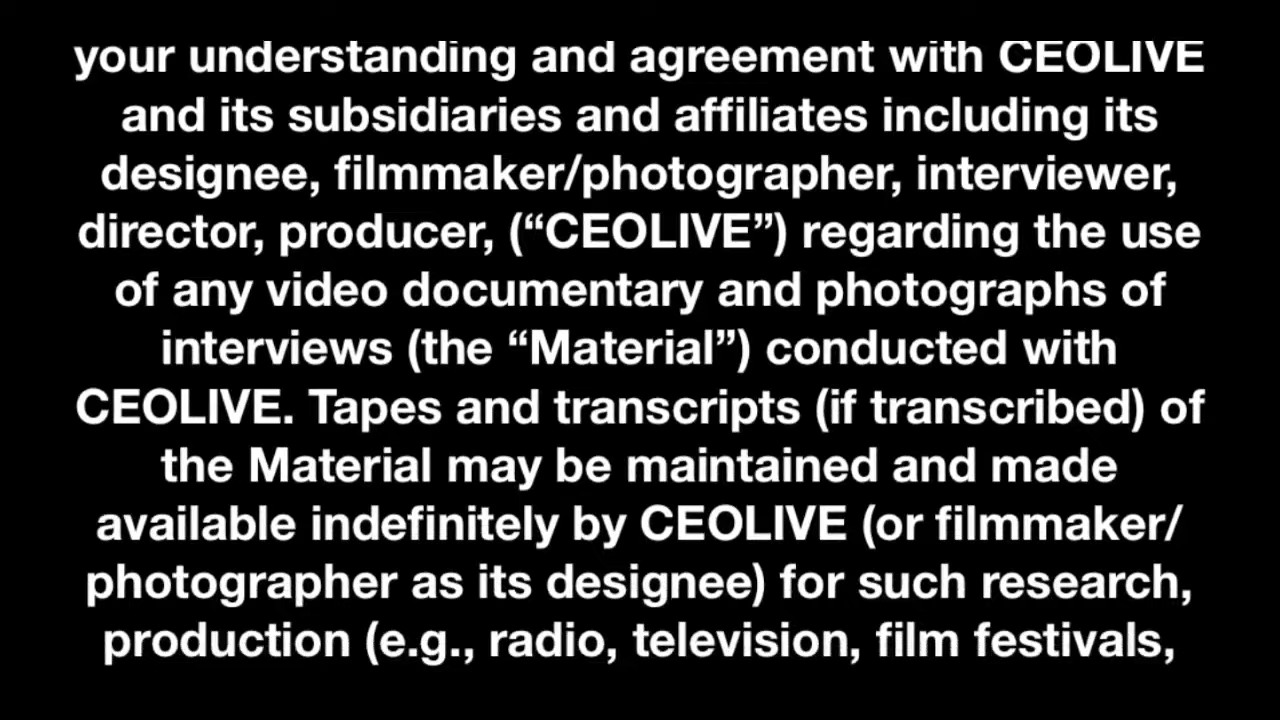 your understanding and agreement with CEOLIVE
and its subsidiaries and affiliates including its
designee, filmmaker/photographer, interviewer,
director, producer, (“CEOLIVE”) regarding the use
of any video documentary and photographs of
interviews (the “Material”) conducted with
CEOLIVE. Tapes and transcripts (if transcribed) of
the Material may be maintained and made
available indefinitely by CEOLIVE (or filmmaker/
photographer as its designee) for such research,
production (e.g., radio, television, film festivals,